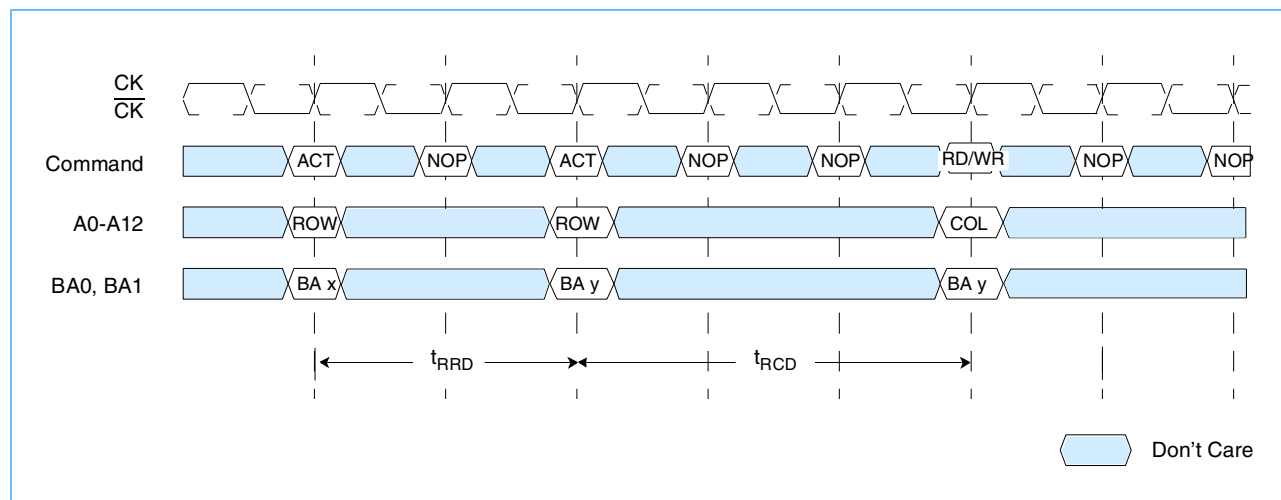 CK
CK
Command ACT NOP ACT NOP NOP RD/WR NOP NOP
A0-A12 ROW ROW COL
BA0, BA1 BA x BA y BA y
tRRD tRCD
Don't Care